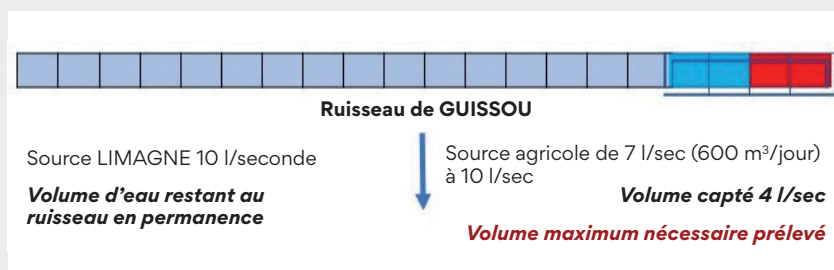 Ruisseau de GUISSOU
Source LIMAGNE 10 l/seconde
Volume d'eau restant au
ruisseau en permanence
Source agricole de 7 l/sec (600 m³/jour)
à 10 l/sec
Volume capté 4 l/sec
Volume maximum nécessaire prélevé